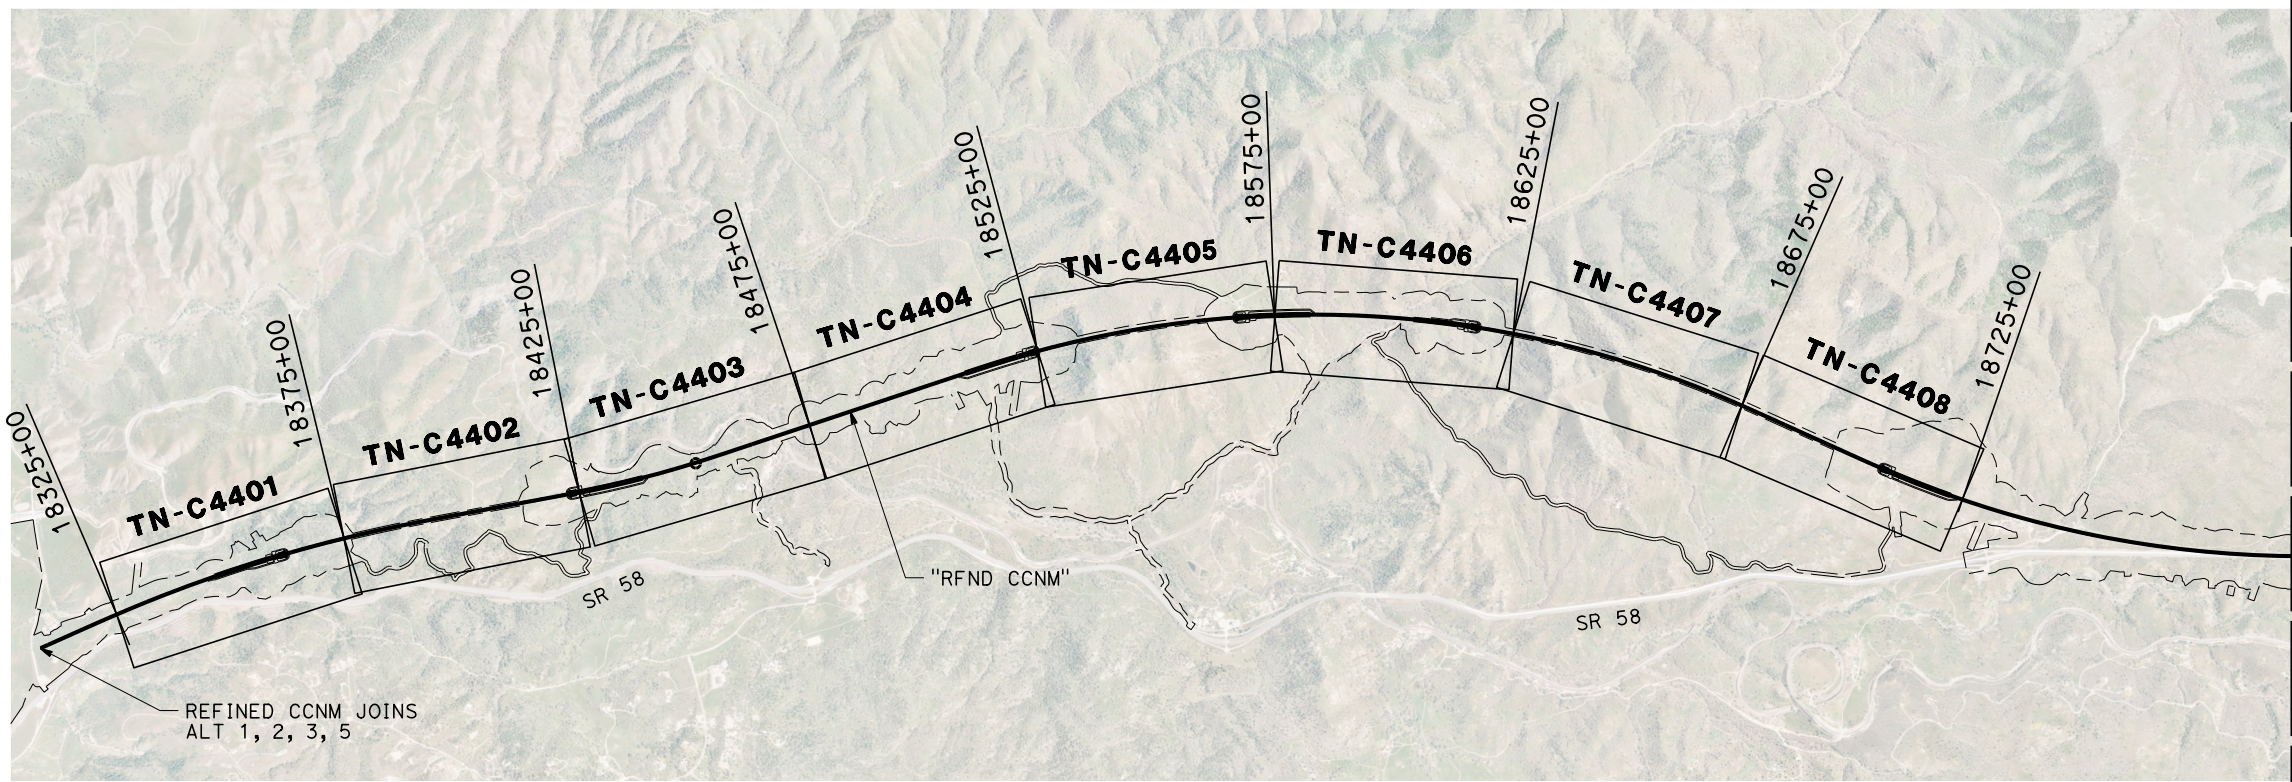 18325+00
TN-C4401
18375+00
TN-C4402
18425+00
TN-C4403
18475+00
TN-C4404
18525+00
TN-C4405
18575+00
TN-C4406
18625+00
TN-C4407
18675+00
TN-C4408
18725+00
"RFND CCNM"
SR 58
SR 58
REFINED CCNM JOINS
ALT 1, 2, 3, 5